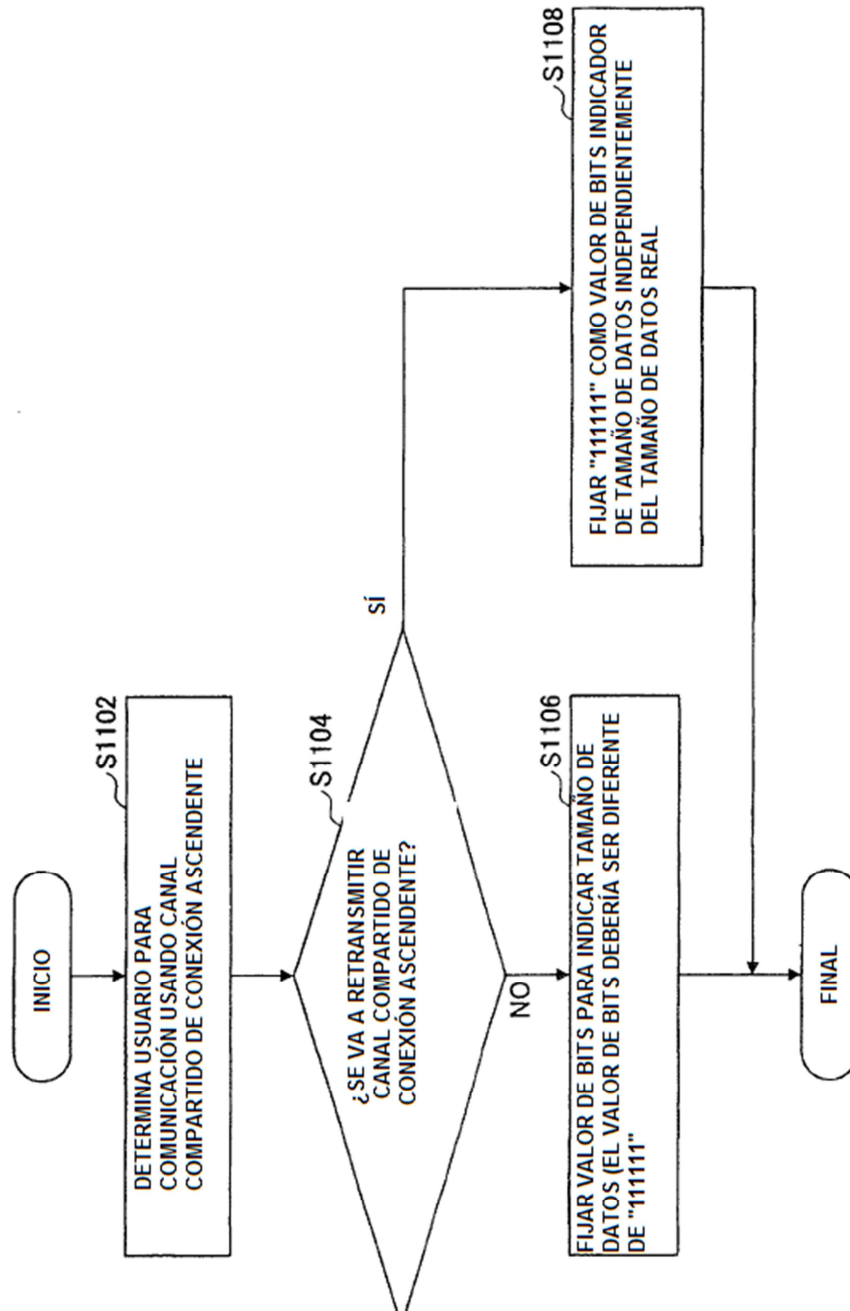 INICIO
S1102
DETERMINA USUARIO PARA
COMUNICACIÓN USANDO CANAL
COMPARTIDO DE CONEXIÓN ASCENDENTE
S1104
¿SE VA A RETRANSMITIR
CANAL COMPARTIDO DE
CONEXIÓN ASCENDENTE?
SÍ
NO
S1106
FIJAR VALOR DE BITS PARA INDICAR TAMAÑO DE
DATOS (EL VALOR DE BITS DEBERÍA SER DIFERENTE
DE "111111"
S1108
FIJAR "111111" COMO VALOR DE BITS INDICADOR
DE TAMAÑO DE DATOS INDEPENDIENTEMENTE
DEL TAMAÑO DE DATOS REAL
FINAL